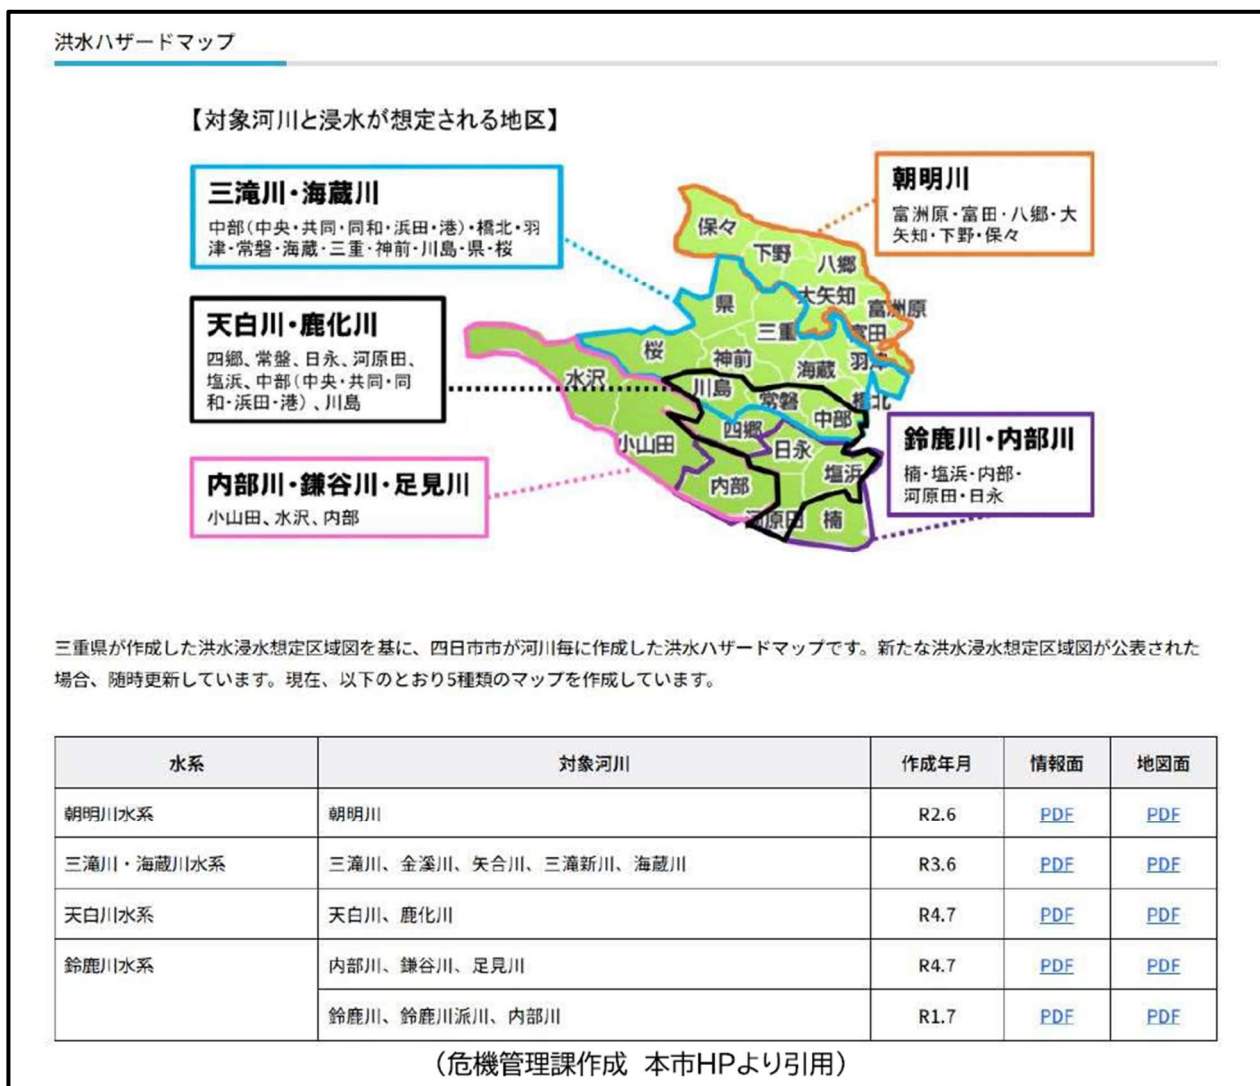 洪水ハザードマップ
【対象河川と浸水が想定される地区】
三滝川・海蔵川
中部(中央・共同・同和・浜田・港)・橋北・羽
津・常磐・海蔵・三重・神前・川島・県・桜
朝明川
富洲原・富田・八郷・大
矢知・下野・保々
天白川・鹿化川
四郷、常磐、日永、河原田、
塩浜、中部(中央・共同・同
和・浜田・港)、川島
内部川・鎌谷川・足見川
小山田、水沢、内部
鈴鹿川・内部川
楠・塩浜・内部・
河原田・日永
保々
下野
八郷
大矢知
富洲原
県
三重
富田
桜
神前
海蔵
羽津
水沢
川島
常磐
橋北
中部
四郷
小山田
日永
塩浜
内部
河原田
楠
三重県が作成した洪水浸水想定区域図を基に、四日市市が河川毎に作成した洪水ハザードマップです。新たな洪水浸水想定区域図が公表された
場合、随時更新しています。現在、以下のとおり5種類のマップを作成しています。
水系 対象河川 作成年月 情報面 地図面
朝明川水系 朝明川 R2.6 PDF PDF
三滝川・海蔵川水系 三滝川、金溪川、矢合川、三滝新川、海蔵川 R3.6 PDF PDF
天白川水系 天白川、鹿化川 R4.7 PDF PDF
鈴鹿川水系 内部川、鎌谷川、足見川 R4.7 PDF PDF
鈴鹿川、鈴鹿川派川、内部川 R1.7 PDF PDF
(危機管理課作成 本市HPより引用)